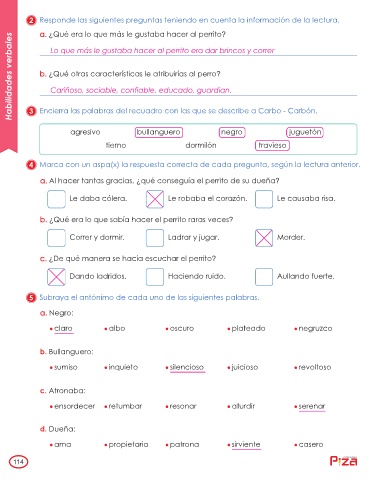 Habilidades verbales
2 Responde las siguientes preguntas teniendo en cuenta la información de la lectura.
a. ¿Qué era lo que más le gustaba hacer al perrito?
Lo que más le gustaba hacer al perrito era dar brincos y correr
b. ¿Qué otras características le atribuirías al perro?
Cariñoso, sociable, confiable, educado, guardian.
3 Encierra las palabras del recuadro con las que se describe a Carbo - Carbón.
agresivo bullanguero negro juguetón
tierno dormilón travieso
4 Marca con un aspa(x) la respuesta correcta de cada pregunta, según la lectura anterior.
a. Al hacer tantas gracias, ¿qué conseguía el perrito de su dueña?
Le daba cólera. Le robaba el corazón. Le causaba risa.
b. ¿Qué era lo que sabía hacer el perrito raras veces?
Correr y dormir. Ladrar y jugar. Morder.
c. ¿De qué manera se hacía escuchar el perrito?
Dando ladridos. Haciendo ruido. Aullando fuerte.
5 Subraya el antónimo de cada uno de las siguientes palabras.
a. Negro:
• claro • albo • oscuro • plateado • negruzco
b. Bullanguero:
• sumiso • inquieto • silencioso • juicioso • revoltoso
c. Atronaba:
• ensordecer • retumbar • resonar • aturdir • serenar
d. Dueña:
• ama • propietaria • patrona • sirviente • casero
114